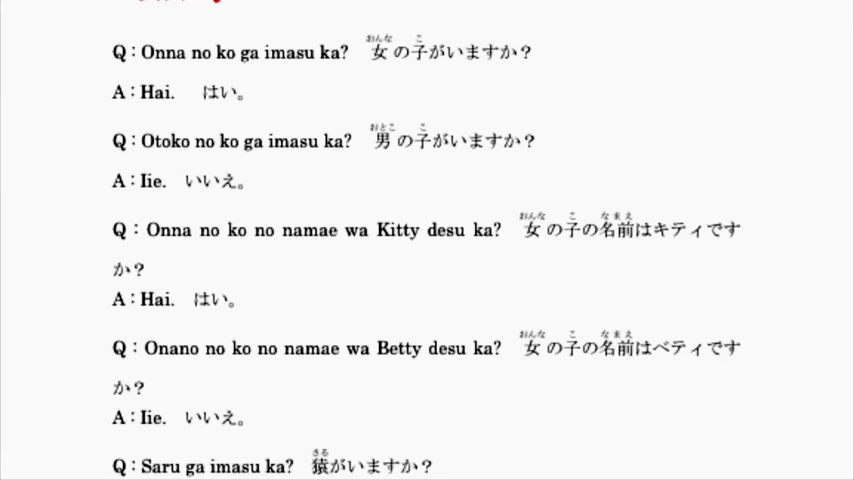 Q：Onna no ko ga imasu ka? 女の子がいますか？
A：Hai. はい。
Q：Otoko no ko ga imasu ka? 男の子がいますか？
A：Iie. いいえ。
Q：Onna no ko no namae wa Kitty desu ka? 女の子の名前はキティです
か？
A：Hai. はい。
Q：Onano no ko no namae wa Betty desu ka? 女の子の名前はベティです
か？
A：Iie. いいえ。
Q：Saru ga imasu ka? 猿がいますか？